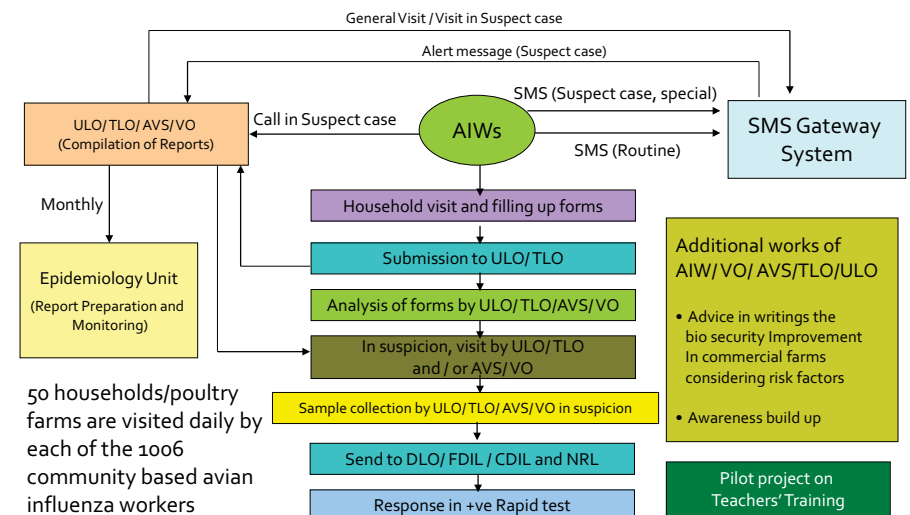 General Visit / Visit in Suspect case
Alert message (Suspect case)
SMS (Suspect case, special)
ULO/ TLO/ AVS/ VO
(Compilation of Reports)
Call in Suspect case
AIWs
SMS (Routine)
SMS Gateway
System
Monthly
Household visit and filling up forms
Submission to ULO/ TLO
Analysis of forms by ULO/ TLO/AVS/ VO
In suspicion, visit by ULO/ TLO
and / or AVS/ VO
Sample collection by ULO/ TLO/ AVS/ VO in suspicion
Send to DLO/ FDIL / CDIL and NRL
Response in +ve Rapid test
Epidemiology Unit
(Report Preparation and
Monitoring)
50 households/poultry
farms are visited daily by
each of the 1006
community based avian
influenza workers
Additional works of
AIW/ VO/ AVS/TLO/ULO
• Advice in writings the
bio security Improvement
In commercial farms
considering risk factors
• Awareness build up
Pilot project on
Teachers' Training